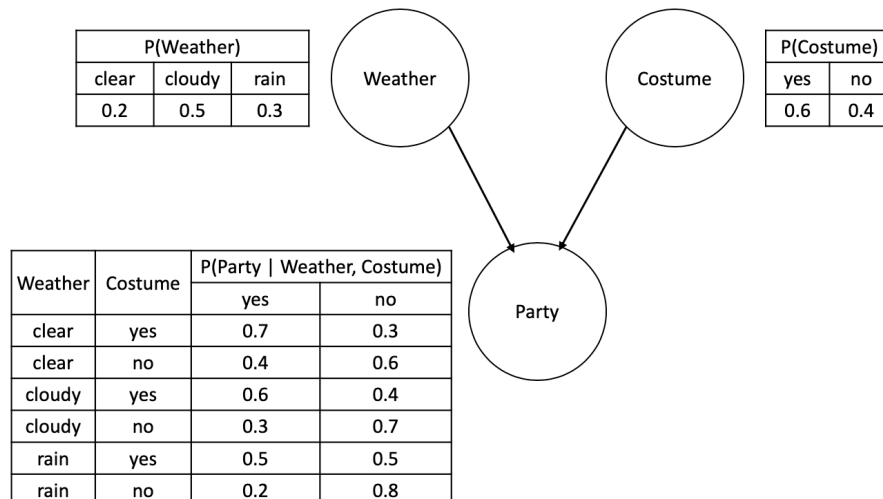 P(Weather)
clear cloudy rain
0.2 0.5 0.3
Weather
Costume
P(Costume)
yes no
0.6 0.4
Weather Costume P(Party | Weather, Costume)
yes no
clear yes 0.7 0.3
clear no 0.4 0.6
cloudy yes 0.6 0.4
cloudy no 0.3 0.7
rain yes 0.5 0.5
rain no 0.2 0.8
Party